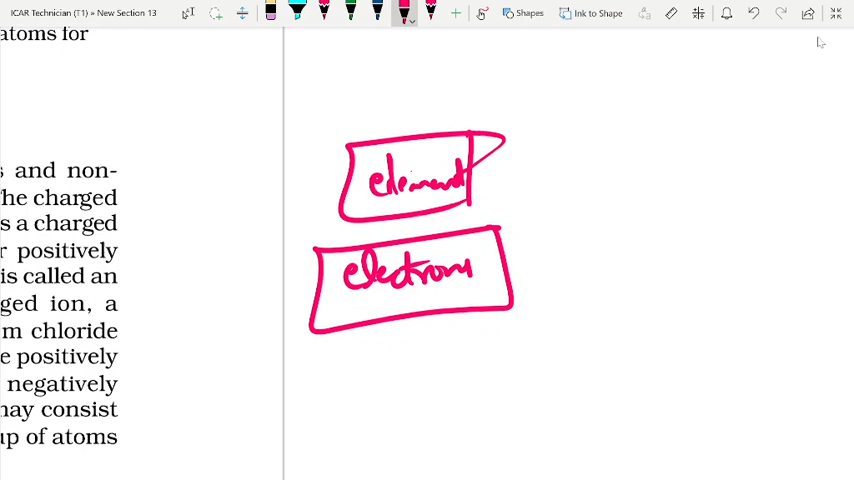 ICAR Technician (T1) » New Section 13
Shapes
Ink to Shape
atoms for
s and non-
he charged
s a charged
r positively
is called an
ged ion, a
m chloride
e positively
negatively
may consist
up of atoms
element
electrons